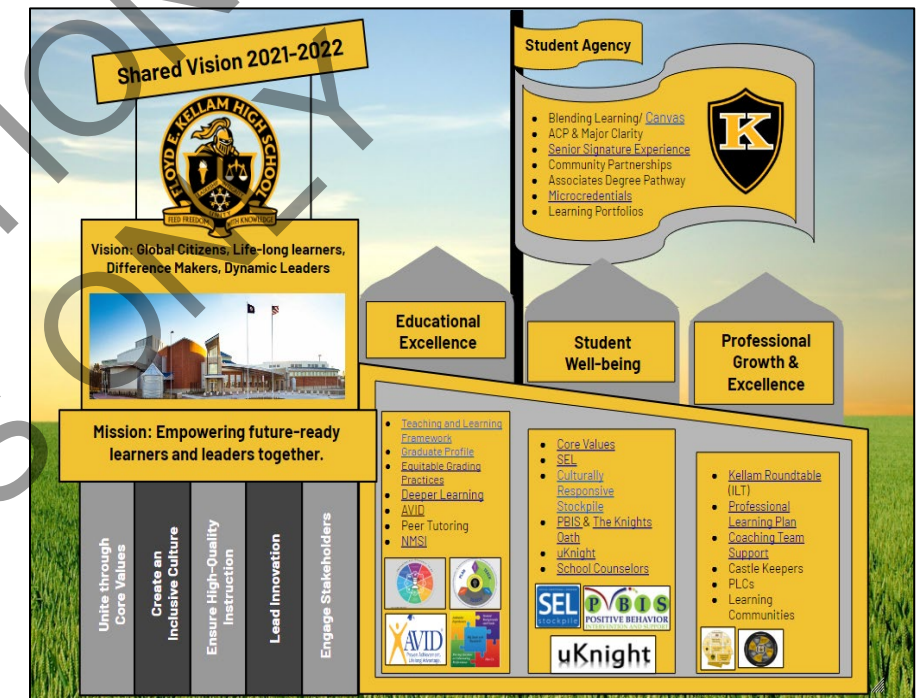 Shared Vision 2021-2022
FLOYD E. KELLAM HIGH SCHOOL
FEED FREEDOM WITH KNOWLEDGE
Vision: Global Citizens, Life-long learners,
Difference Makers, Dynamic Leaders
Mission: Empowering future-ready
learners and leaders together.
Unite through
Core Values
Create an
Inclusive Culture
Ensure High-Quality
Instruction
Lead Innovation
Engage Stakeholders
Student Agency
Blending Learning/ Canvas
ACP & Major Clarity
Senior Signature Experience
Community Partnerships
Associates Degree Pathway
Microcredentials
Learning Portfolios
K
Educational
Excellence
Teaching and Learning
Framework
Graduate Profile
Equitable Grading
Practices
Deeper Learning
AVID
Peer Tutoring
NMSI
AVID
Student
Well-being
Core Values
SEL
Culturally
Responsive
Stockpile
PBIS & The Knights
Oath
uKnight
School Counselors
SEL
stockpile
PVBIS
POSITIVE BEHAVIOR
INTERVENTION AND SUPPORT
uKnight
Professional
Growth &
Excellence
Kellam Roundtable
(ILT)
Professional
Learning Plan
Coaching Team
Support
Castle Keepers
PLCs
Learning
Communities
ONLY